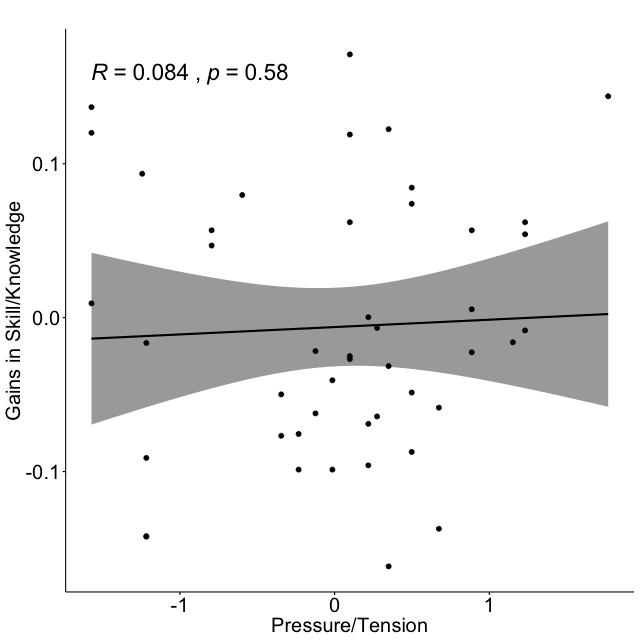 R = 0.084 , p = 0.58
0.1
0.0
-0.1
Gains in Skill/Knowledge
-1 0 1
Pressure/Tension